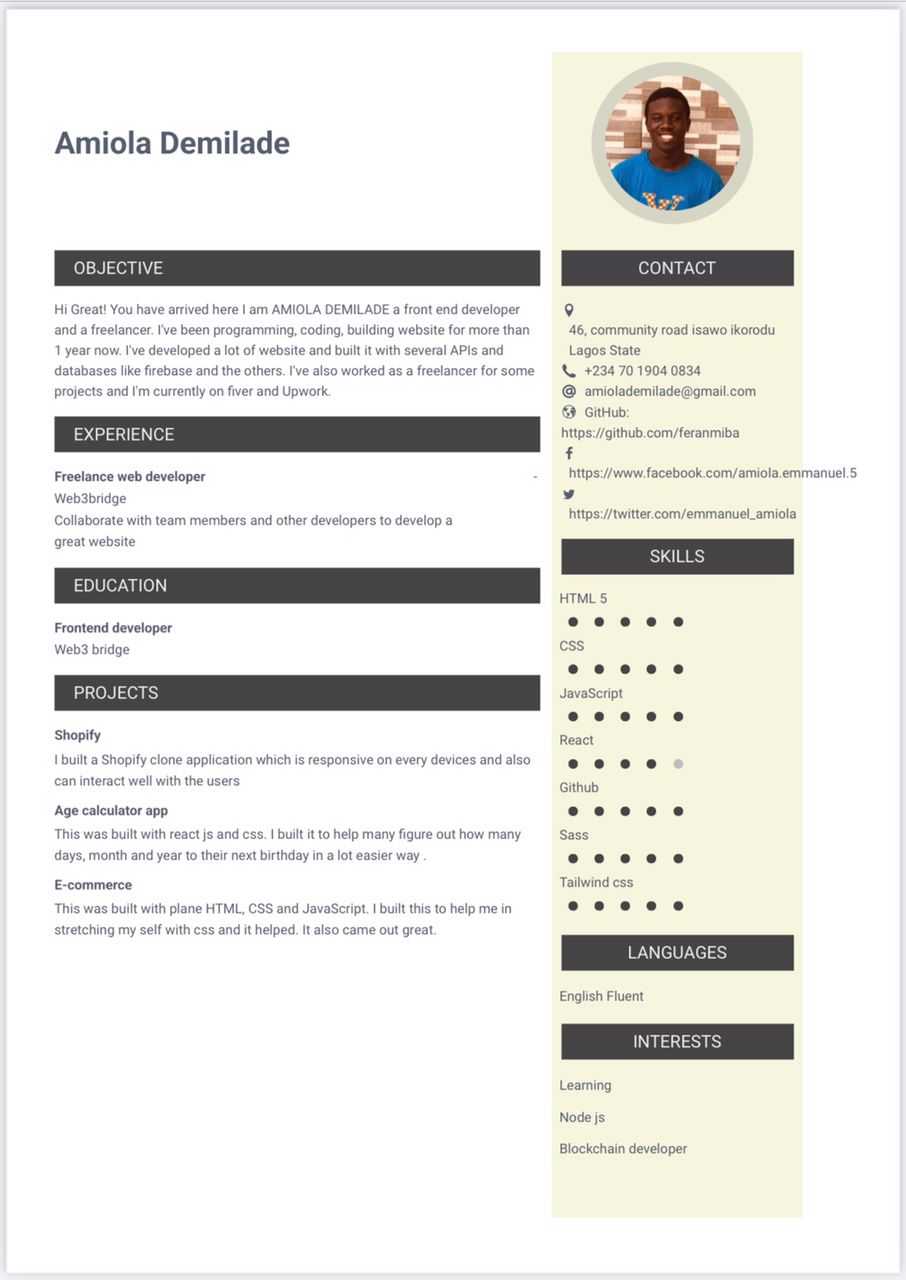 Amiola Demilade
OBJECTIVE
Hi Great! You have arrived here I am AMIOLA DEMILADE a front end developer
and a freelancer. I've been programming, coding, building website for more than
1 year now. I've developed a lot of website and built it with several APIs and
databases like firebase and the others. I've also worked as a freelancer for some
projects and I'm currently on fiver and Upwork.
EXPERIENCE
Freelance web developer -
Web3bridge
Collaborate with team members and other developers to develop a
great website
EDUCATION
Frontend developer
Web3 bridge
PROJECTS
Shopify
I built a Shopify clone application which is responsive on every devices and also
can interact well with the users
Age calculator app
This was built with react js and css. I built it to help many figure out how many
days, month and year to their next birthday in a lot easier way .
E-commerce
This was built with plane HTML, CSS and JavaScript. I built this to help me in
stretching my self with css and it helped. It also came out great.
CONTACT
46, community road isawo ikorodu
Lagos State
+234 70 1904 0834
amiolademilade@gmail.com
GitHub:
https://github.com/feranmiba
https://www.facebook.com/amiola.emmanuel.5
https://twitter.com/emmanuel_amiola
SKILLS
HTML 5
CSS
JavaScript
React
Github
Sass
Tailwind css
LANGUAGES
English Fluent
INTERESTS
Learning
Node js
Blockchain developer